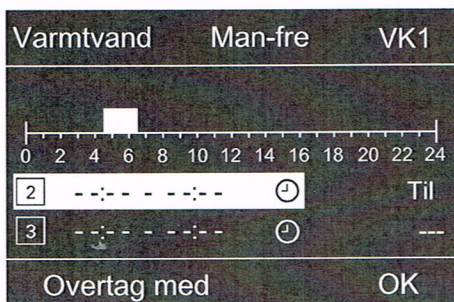 Varmtvand Man-fre VK1
0 2 4 6 8 10 12 14 16 18 20 22 24
2 --:-- - --:-- Til
3 --:-- - --:-- ---
Overtag med OK